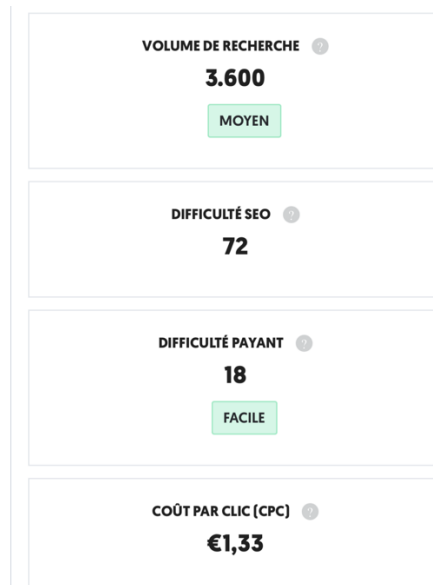 VOLUME DE RECHERCHE ?
3.600
MOYEN
DIFFICULTÉ SEO ?
72
DIFFICULTÉ PAYANT ?
18
FACILE
COÛT PAR CLIC (CPC) ?
€1,33